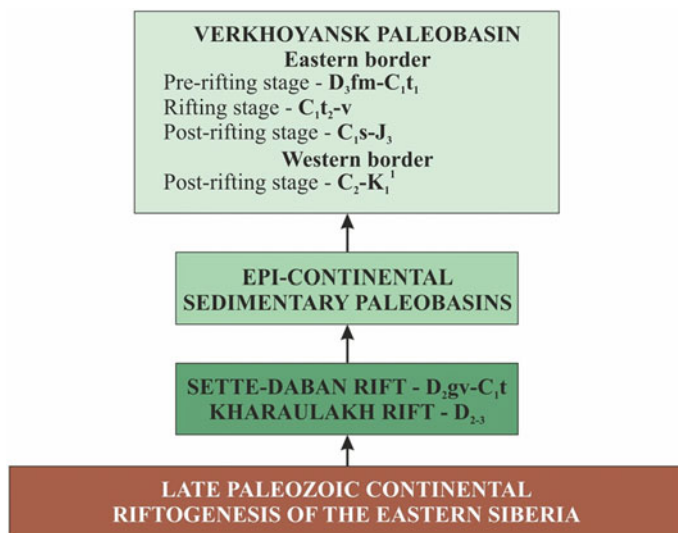 VERKHOYANSK PALEOBASIN
Eastern border
Pre-rifting stage - D₃fm-C₁t₁
Rifting stage - C₁t₂-v
Post-rifting stage - C₁s-J₃
Western border
Post-rifting stage - C₂-K₁¹
EPI-CONTINENTAL
SEDIMENTARY PALEOBASINS
SETTE-DABAN RIFT - D₂gv-C₁t
KHARAULAKH RIFT - D₂₋₃
LATE PALEOZOIC CONTINENTAL
RIFTOGENESIS OF THE EASTERN SIBERIA